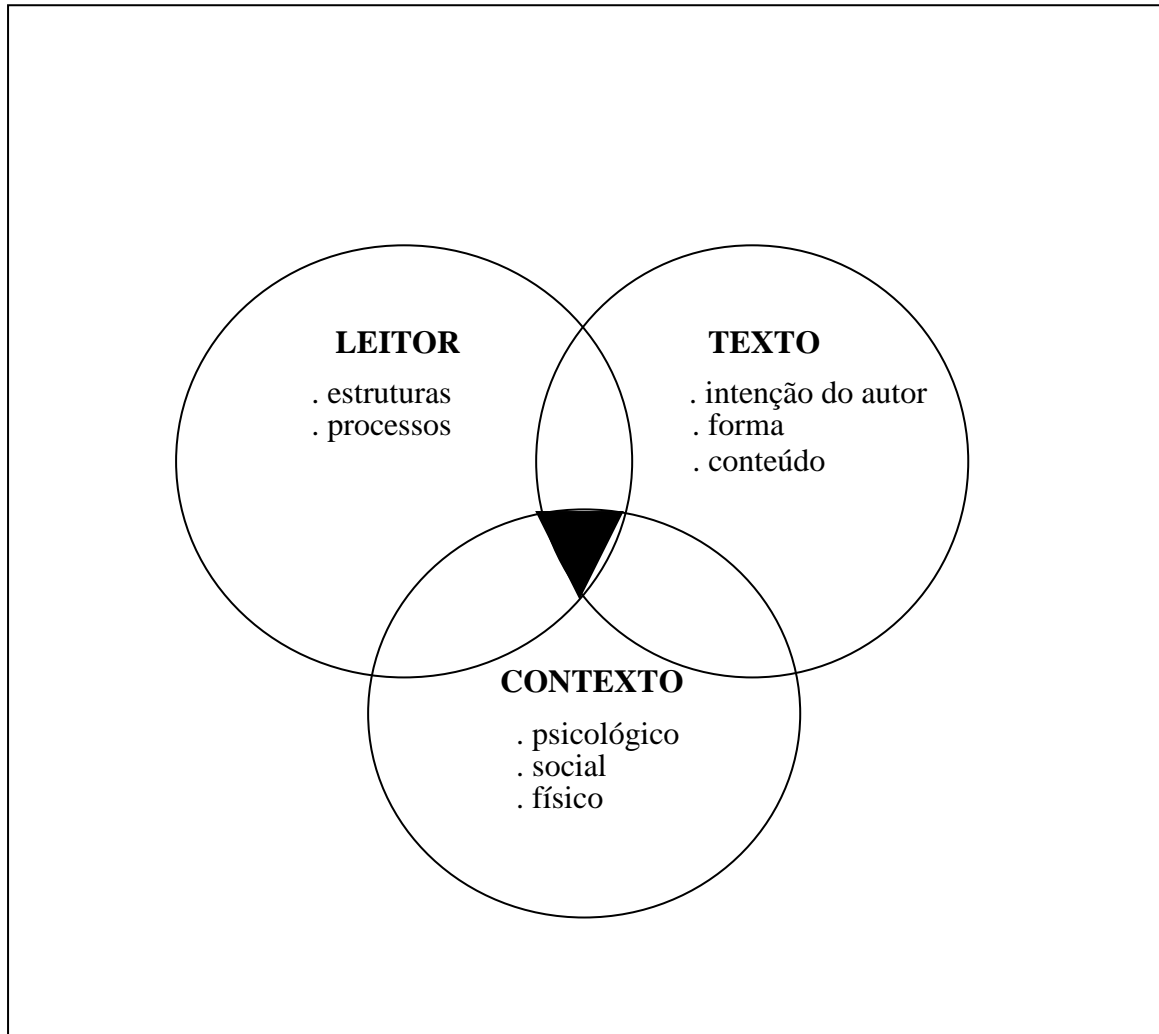 LEITOR
. estruturas
. processos
TEXTO
. intenção do autor
. forma
. conteúdo
CONTEXTO
. psicológico
. social
. físico